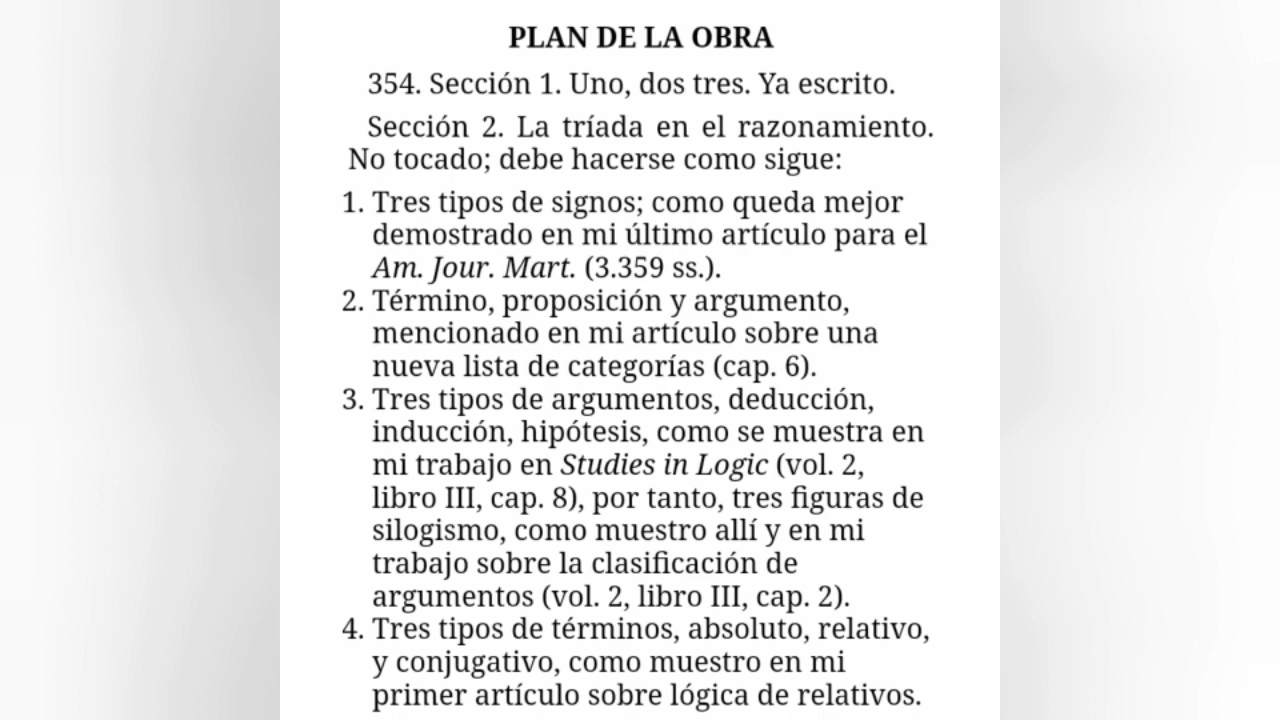 PLAN DE LA OBRA
354. Sección 1. Uno, dos tres. Ya escrito.
Sección 2. La tríada en el razonamiento.
No tocado; debe hacerse como sigue:
1. Tres tipos de signos; como queda mejor
demostrado en mi último artículo para el
Am. Jour. Mart. (3.359 ss.).
2. Término, proposición y argumento,
mencionado en mi artículo sobre una
nueva lista de categorías (cap. 6).
3. Tres tipos de argumentos, deducción,
inducción, hipótesis, como se muestra en
mi trabajo en Studies in Logic (vol. 2,
libro III, cap. 8), por tanto, tres figuras de
silogismo, como muestro allí y en mi
trabajo sobre la clasificación de
argumentos (vol. 2, libro III, cap. 2).
4. Tres tipos de términos, absoluto, relativo,
y conjugativo, como muestro en mi
primer artículo sobre lógica de relativos.